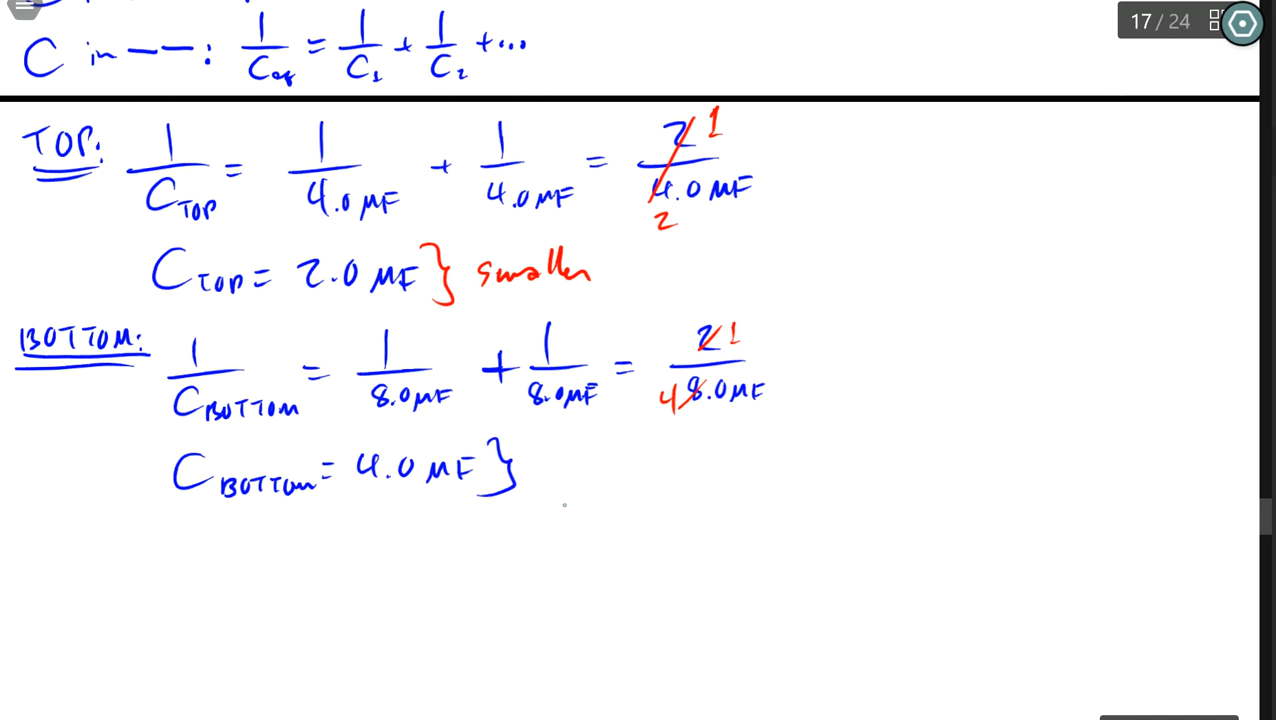 17 / 24
C in —— : 1/C_eq = 1/C_1 + 1/C_2 + ...
TOP: 1/C_TOP = 1/4.0 μF + 1/4.0 μF = 2/4.0 μF 1 2
C_TOP = 2.0 μF } smaller
BOTTOM: 1/C_BOTTOM = 1/8.0 μF + 1/8.0 μF = 2/8.0 μF 1 4
C_BOTTOM = 4.0 μF }